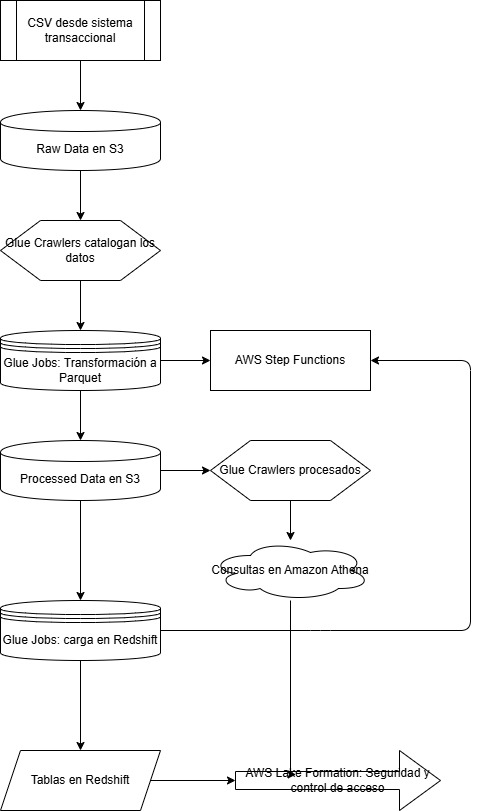 CSV desde sistema
transaccional
Raw Data en S3
Glue Crawlers catalogan los
datos
Glue Jobs: Transformación a
Parquet
AWS Step Functions
Processed Data en S3
Glue Crawlers procesados
Consultas en Amazon Athena
Glue Jobs: carga en Redshift
Tablas en Redshift
AWS Lake Formation: Seguridad y
control de acceso